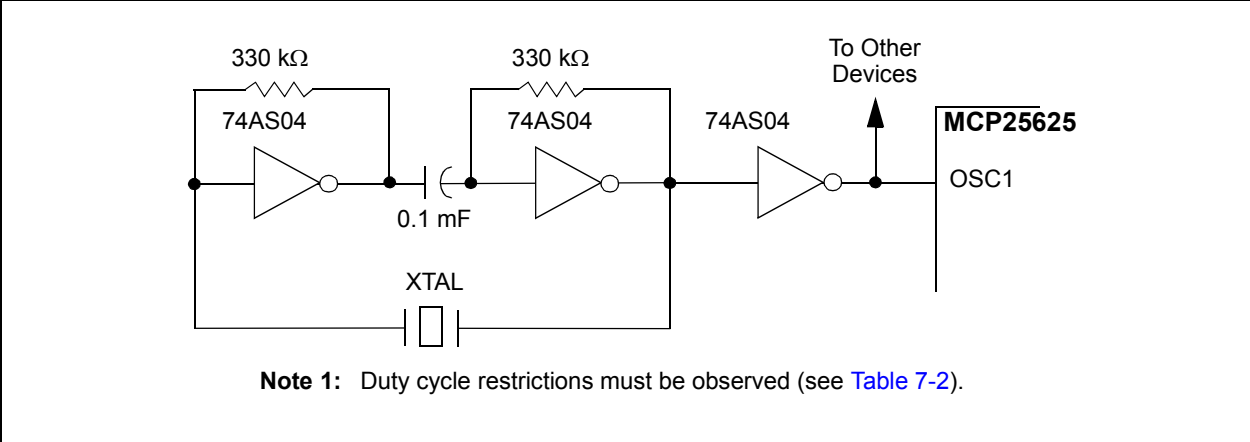 330 kΩ
330 kΩ
To Other
Devices
74AS04
74AS04
74AS04
MCP25625
OSC1
0.1 mF
XTAL
Note 1: Duty cycle restrictions must be observed (see Table 7-2).